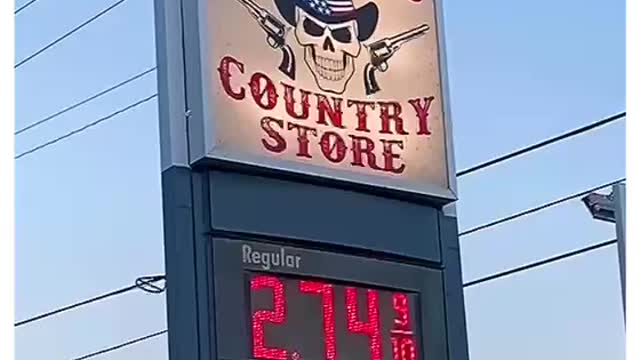 COUNTRY
STORE
Regular
2.74 9/10